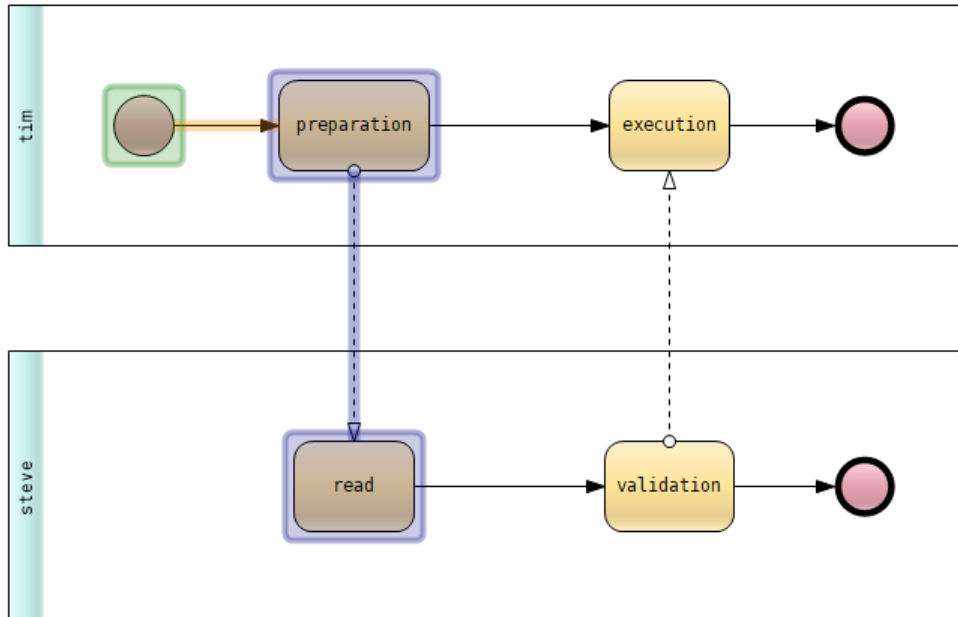 tim
preparation
execution
steve
read
validation